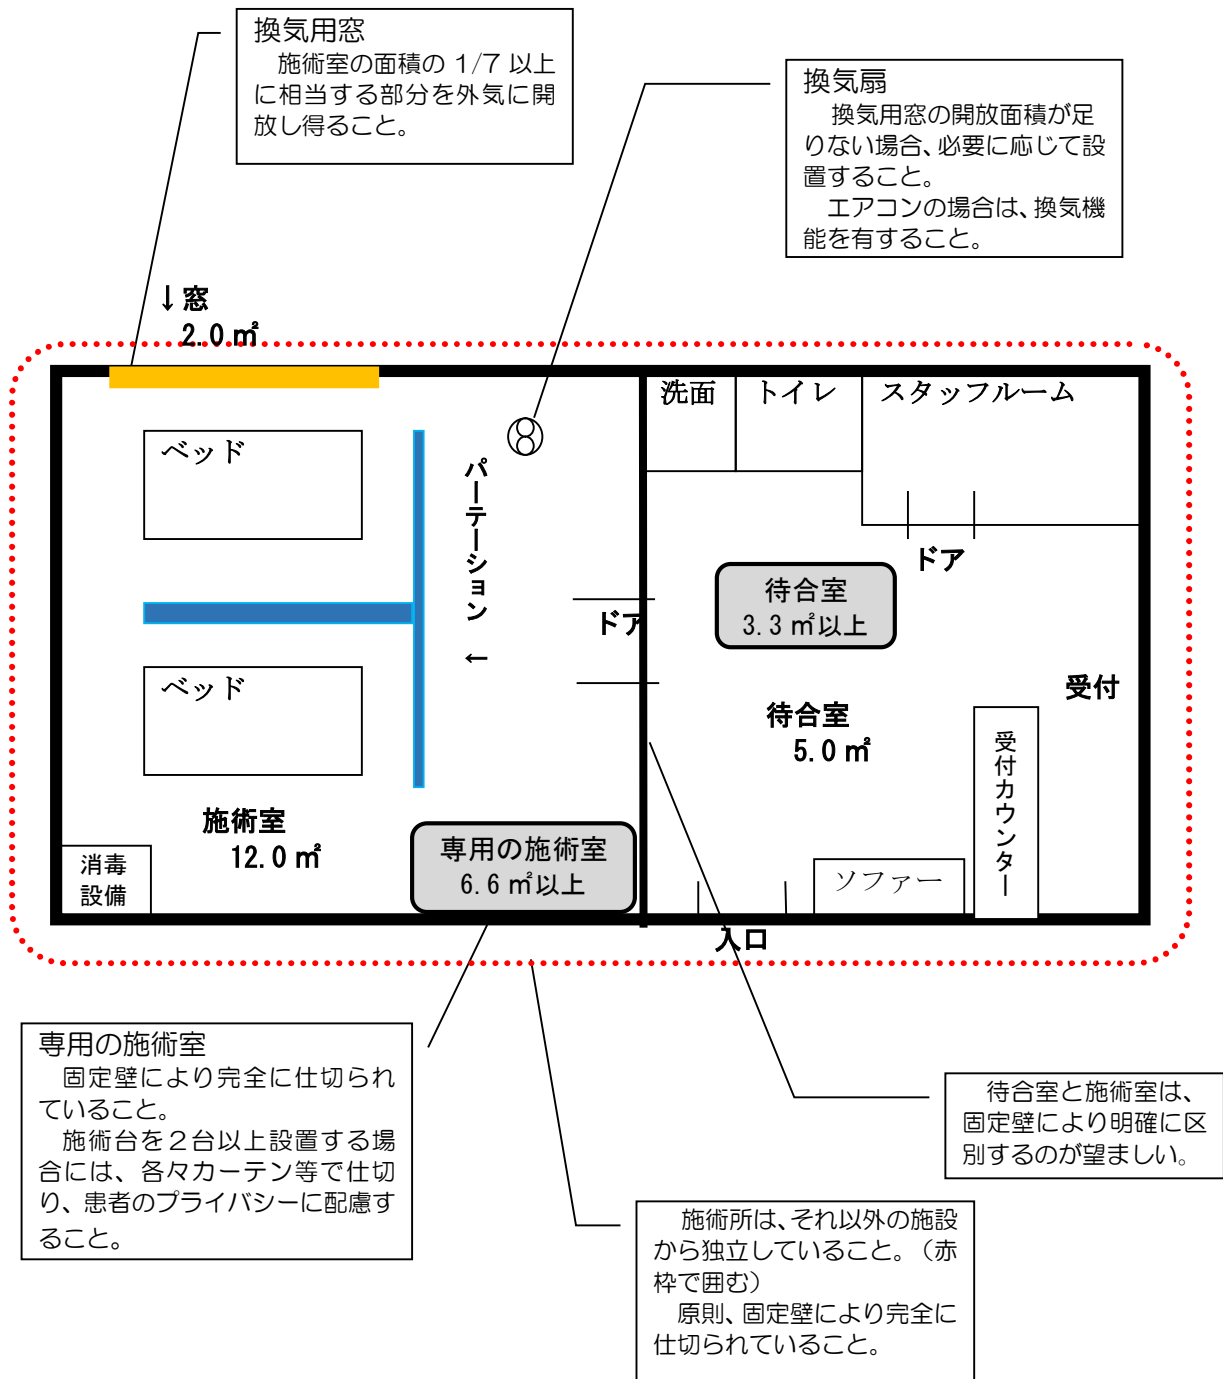 換気用窓
施術室の面積の 1/7 以上
に相当する部分を外気に開
放し得ること。
換気扇
換気用窓の開放面積が足
りない場合、必要に応じて設
置すること。
エアコンの場合は、換気機
能を有すること。
↓窓
2.0 ㎡
洗面
トイレ
スタッフルーム
ベッド
パーテーション ←
ドア
待合室
3.3 ㎡以上
ドア
ベッド
受付
待合室
5.0 ㎡
受付カウンター
施術室
12.0 ㎡
専用の施術室
6.6 ㎡以上
消毒
設備
ソファー
入口
専用の施術室
固定壁により完全に仕切られ
ていること。
施術台を２台以上設置する場
合には、各々カーテン等で仕切
り、患者のプライバシーに配慮す
ること。
待合室と施術室は、
固定壁により明確に区
別するのが望ましい。
施術所は、それ以外の施設
から独立していること。（赤
枠で囲む）
原則、固定壁により完全に
仕切られていること。